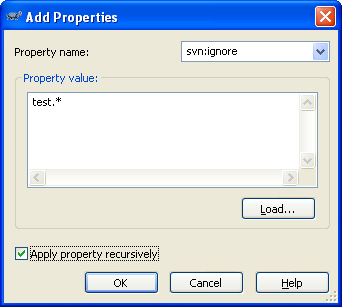 Add Properties
Property name:
svn:ignore
Property value:
test.*
Load...
Apply property recursively
OK
Cancel
Help